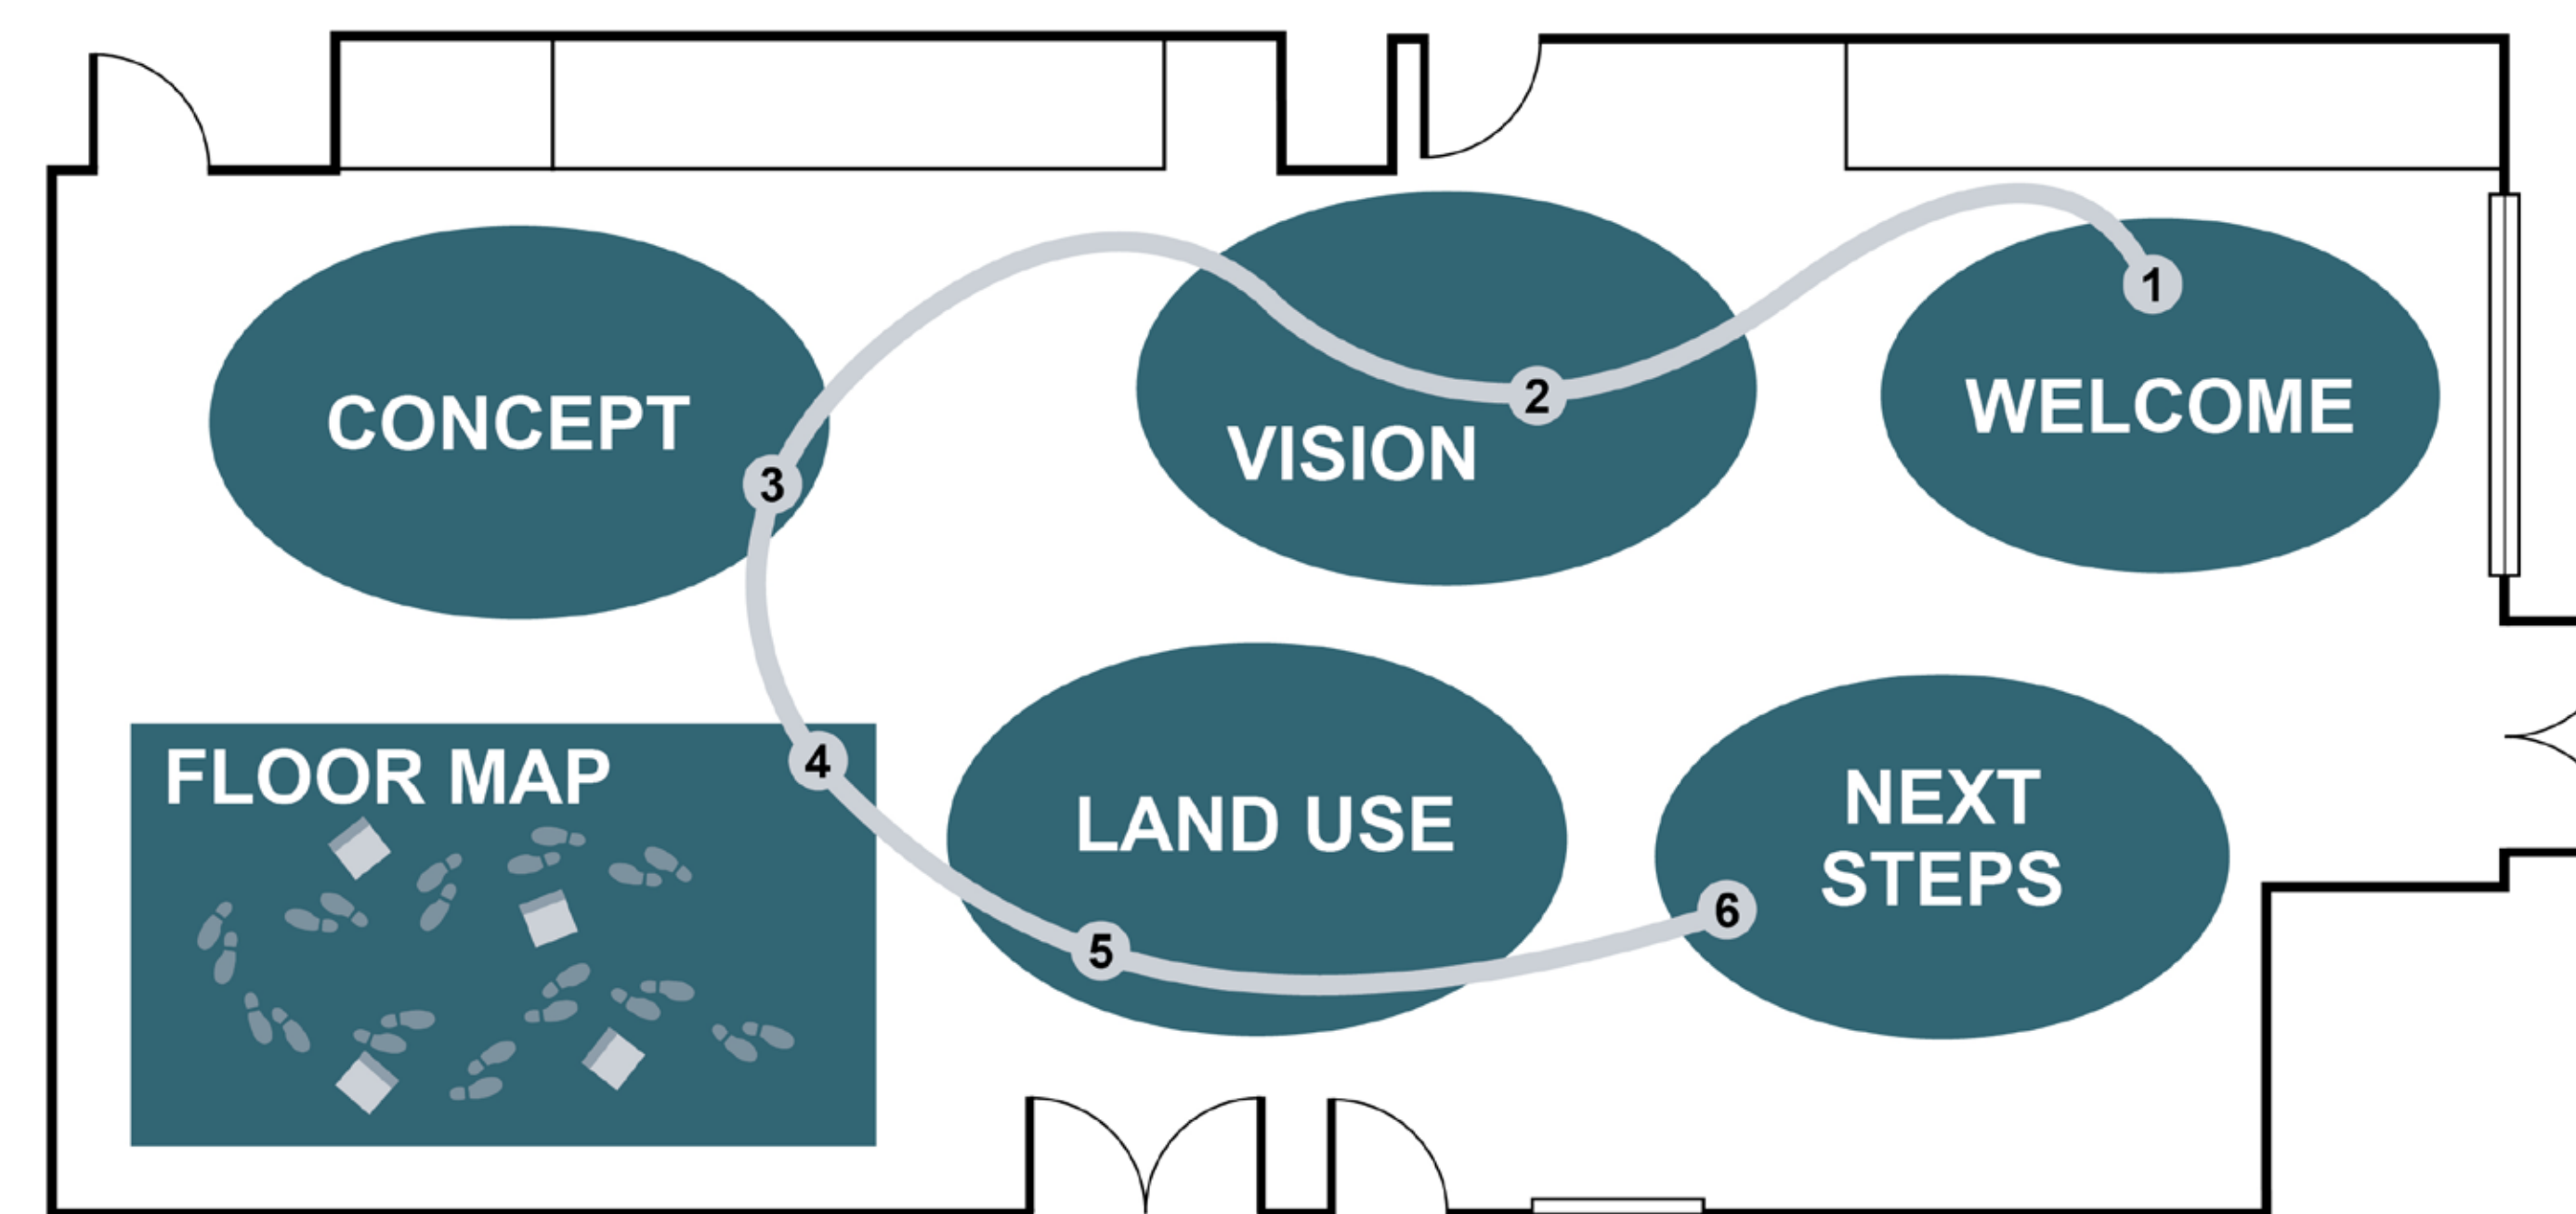 1
WELCOME
2
VISION
CONCEPT
3
4
FLOOR MAP
5
LAND USE
6
NEXT
STEPS